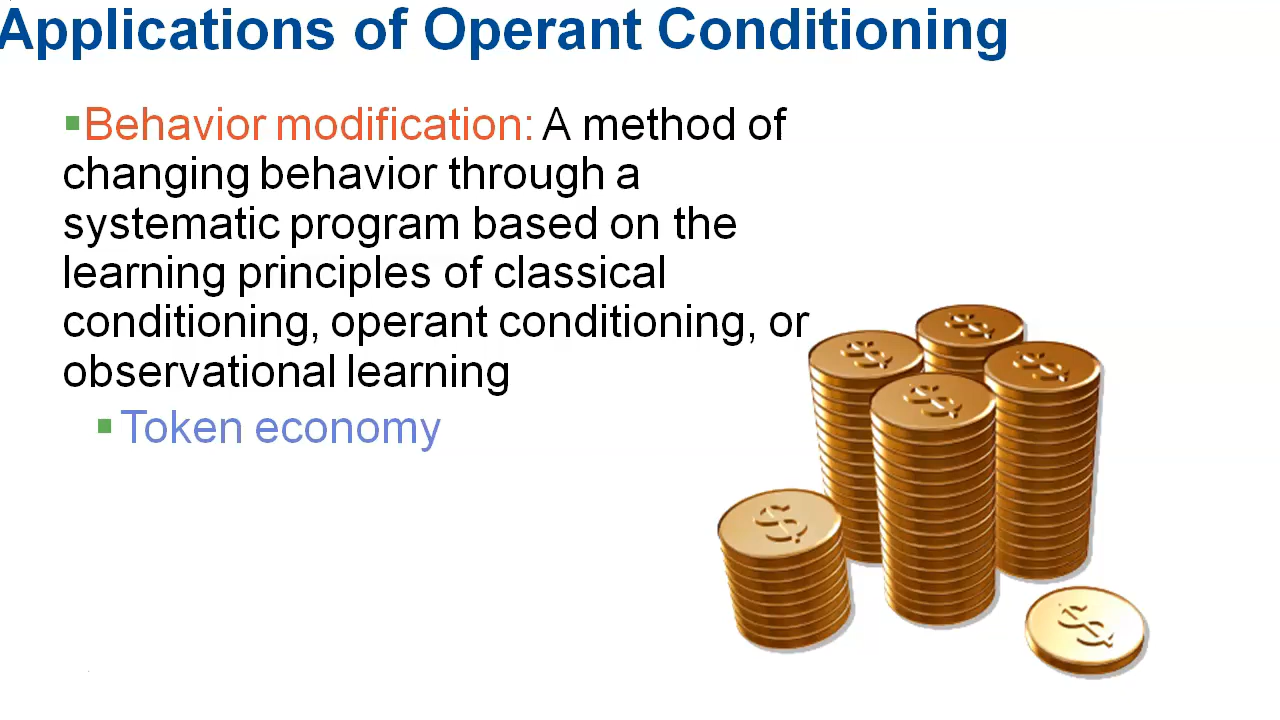 Applications of Operant Conditioning
▪Behavior modification: A method of
changing behavior through a
systematic program based on the
learning principles of classical
conditioning, operant conditioning, or
observational learning
▪ Token economy